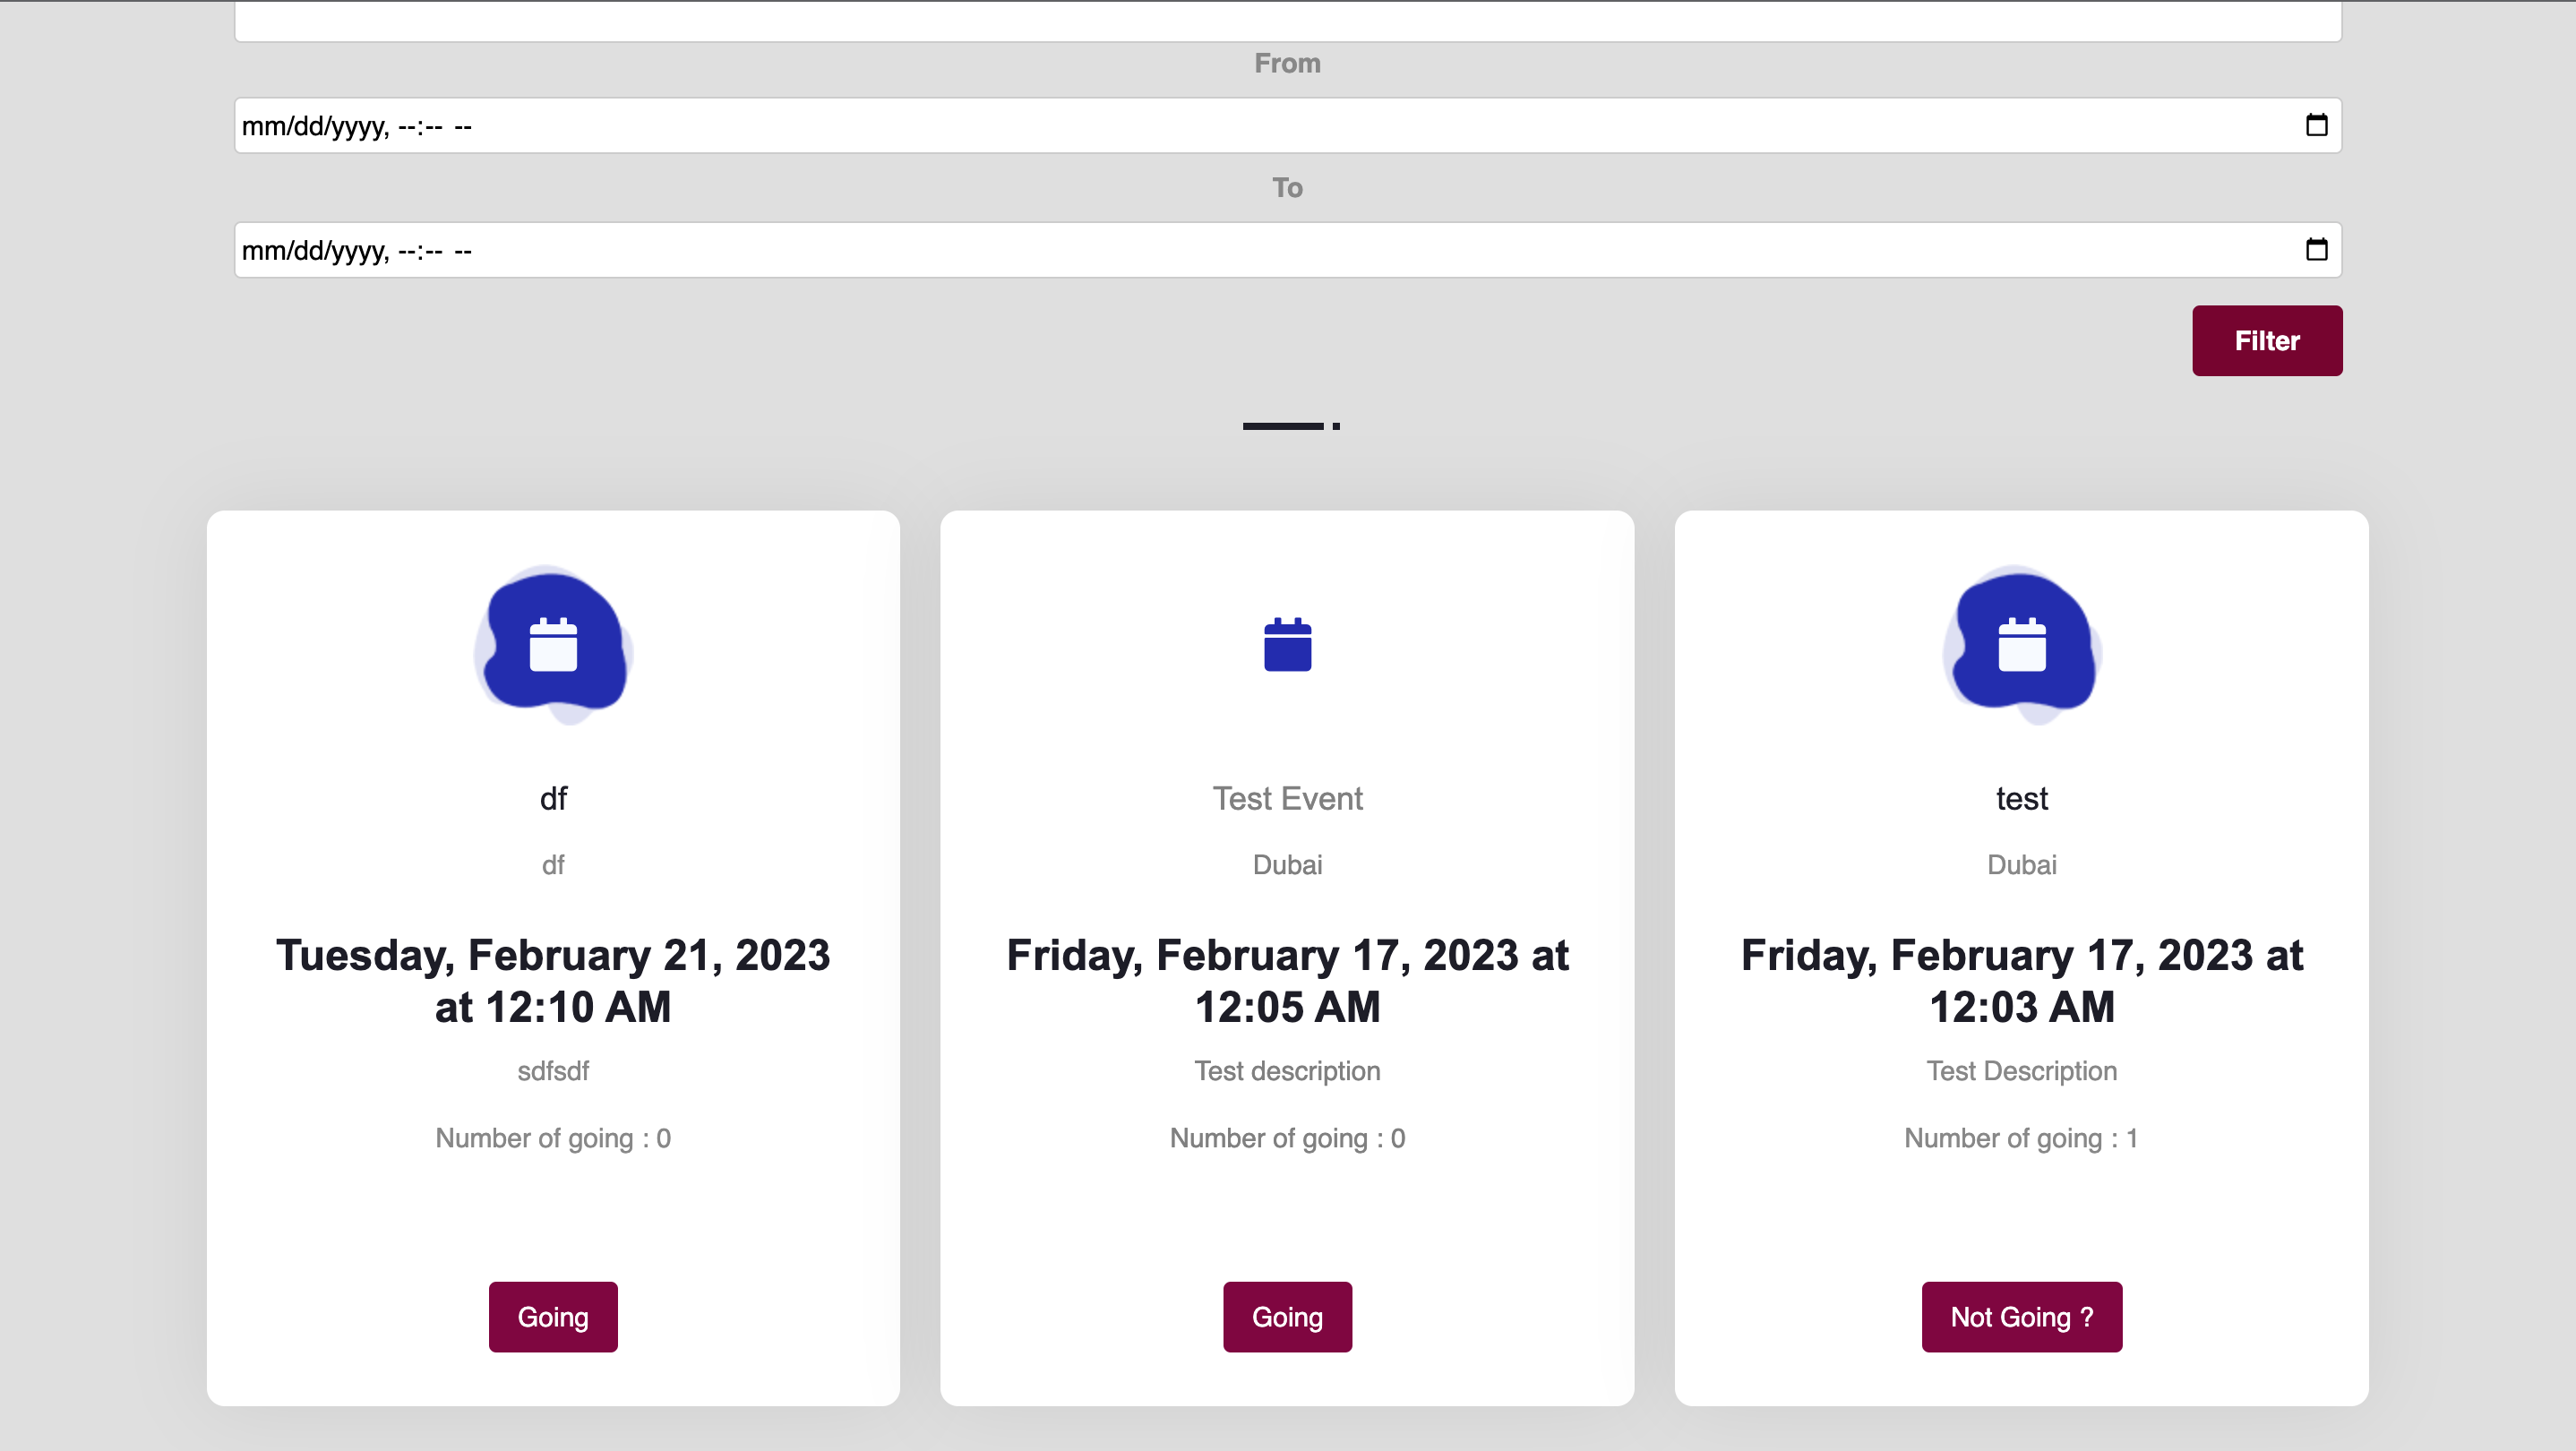 From
mm/dd/yyyy, --:-- --
To
mm/dd/yyyy, --:-- --
Filter
df
df
Tuesday, February 21, 2023
at 12:10 AM
sdfsdf
Number of going : 0
Going
Test Event
Dubai
Friday, February 17, 2023 at
12:05 AM
Test description
Number of going : 0
Going
test
Dubai
Friday, February 17, 2023 at
12:03 AM
Test Description
Number of going : 1
Not Going ?